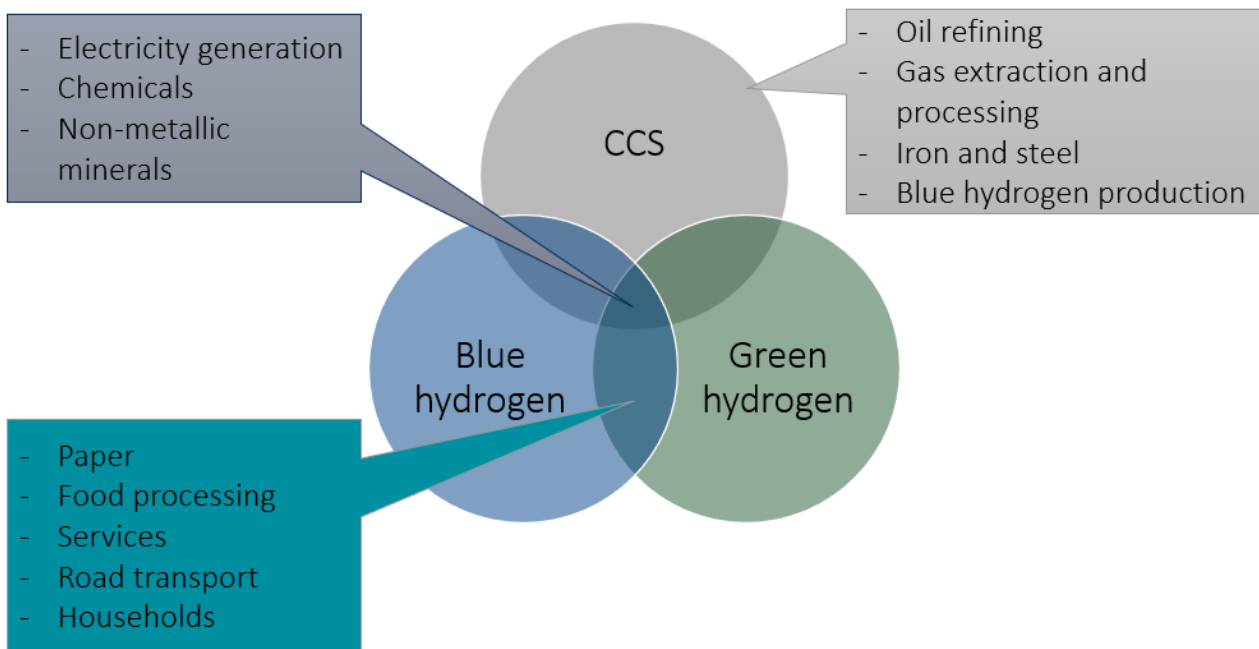 - Electricity generation
- Chemicals
- Non-metallic
minerals
- Oil refining
- Gas extraction and
processing
- Iron and steel
- Blue hydrogen production
CCS
Blue
hydrogen
Green
hydrogen
- Paper
- Food processing
- Services
- Road transport
- Households